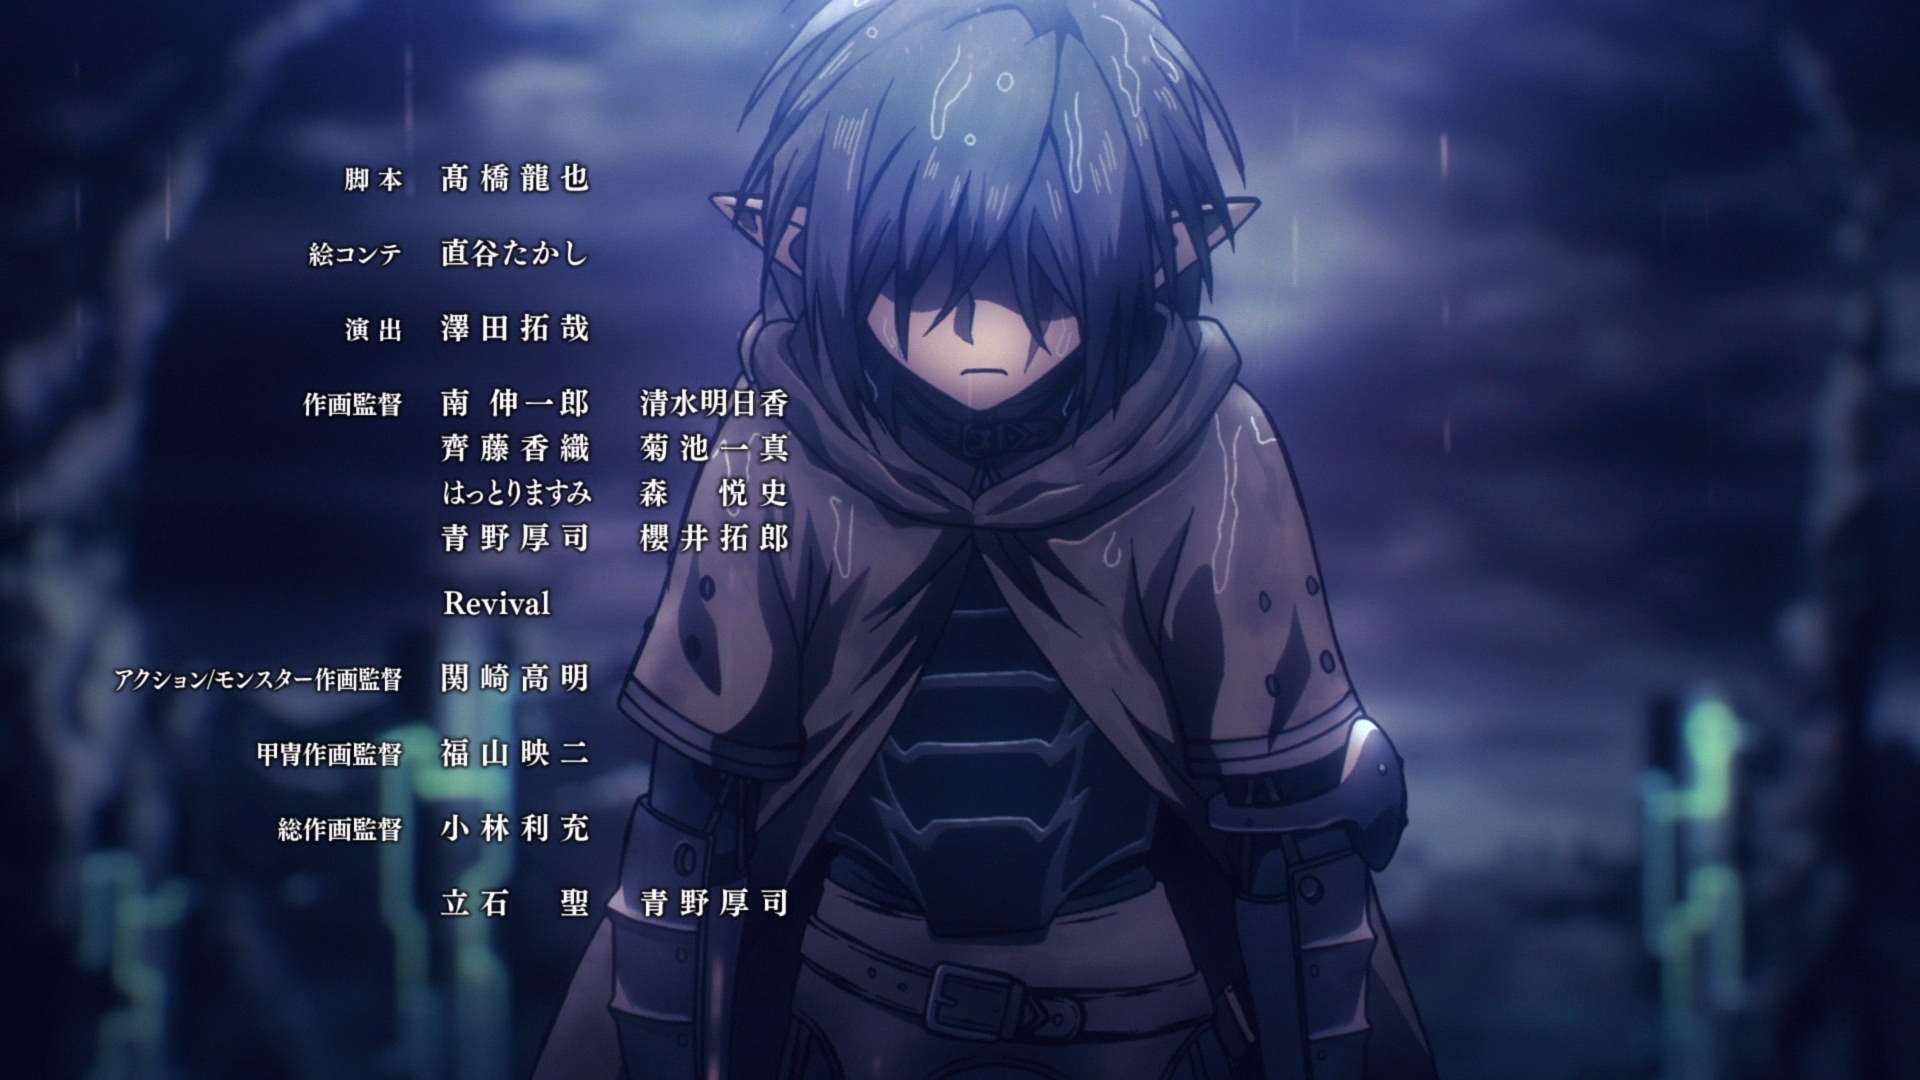 脚本 髙橋龍也
絵コンテ 直谷たかし
演出 澤田拓哉
作画監督 南 伸一郎 清水明日香
齊藤香織 菊池一真
はっとりますみ 森 悦史
青野厚司 櫻井拓郎
Revival
アクション/モンスター作画監督 関崎高明
甲冑作画監督 福山映二
総作画監督 小林利充
立石 聖 青野厚司